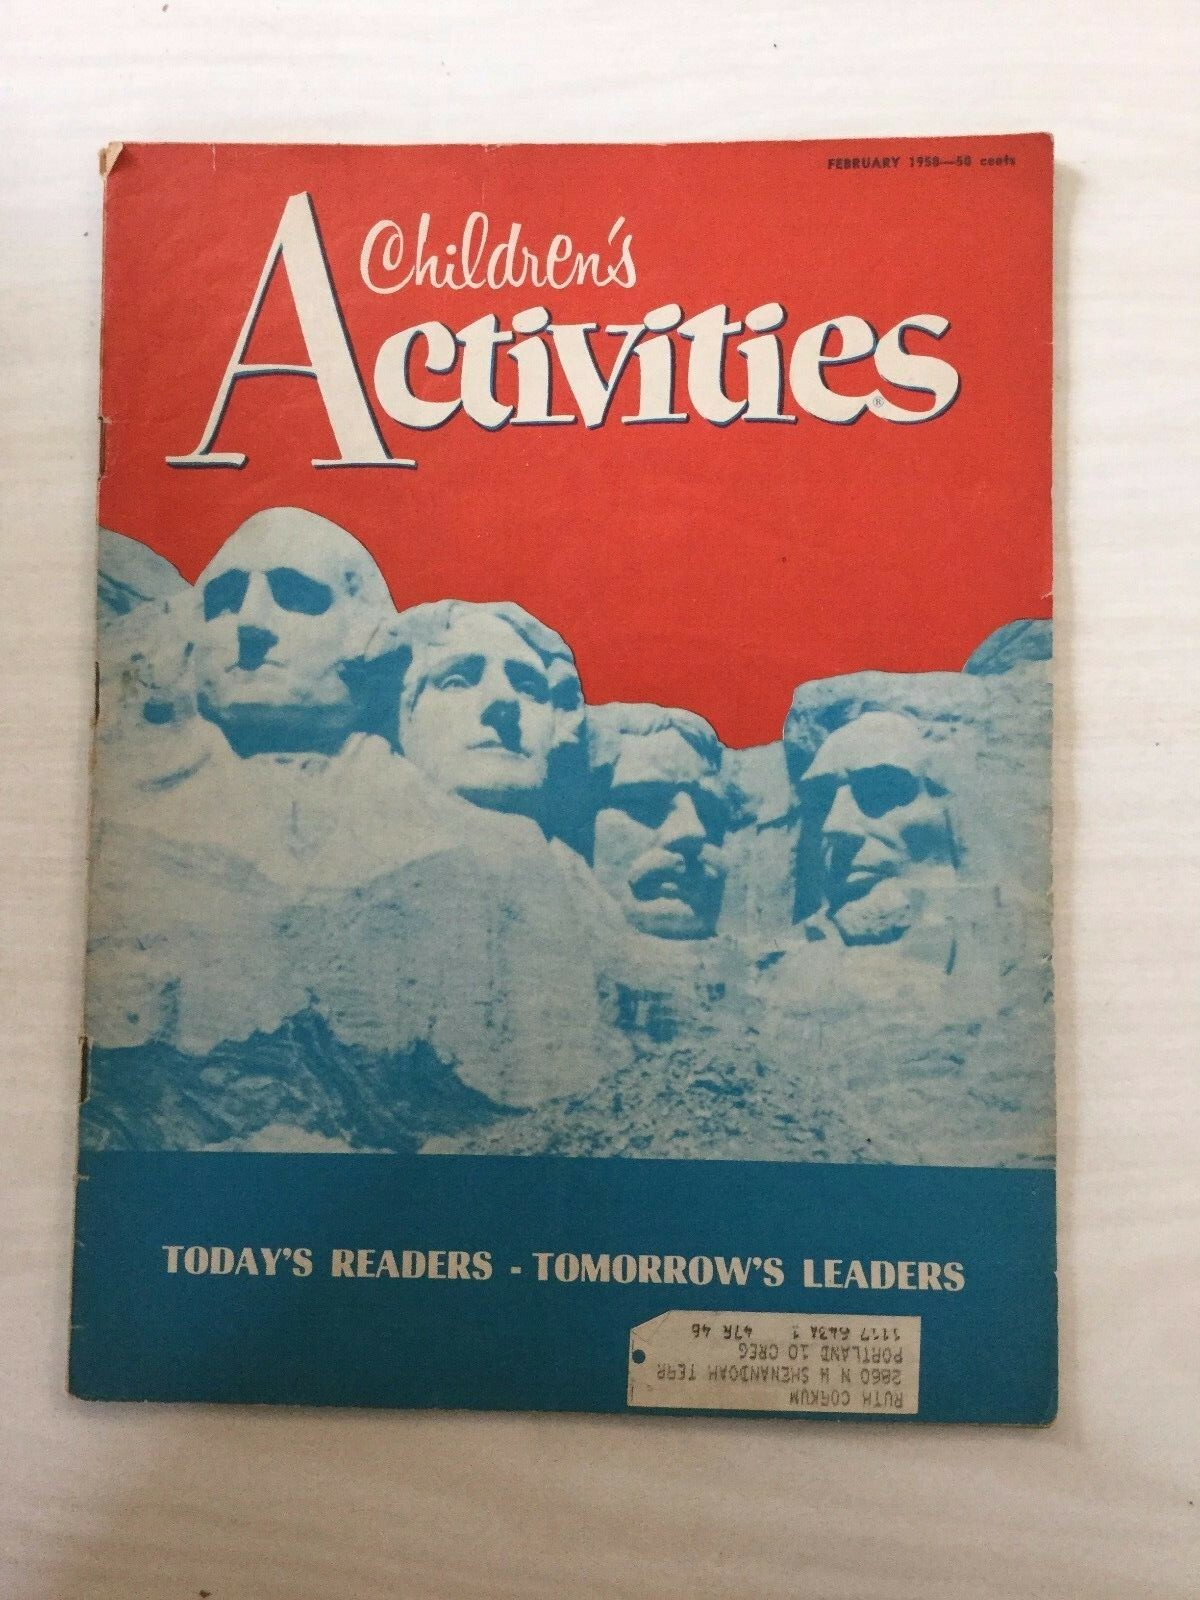 FEBRUARY 1958—50 cents
Children's
Activities®
TODAY'S READERS - TOMORROW'S LEADERS
RUTH CORKUM
2860 N W SHENANDOAH TERR
PORTLAND 10 OREG
1117 643A 1 47R 46